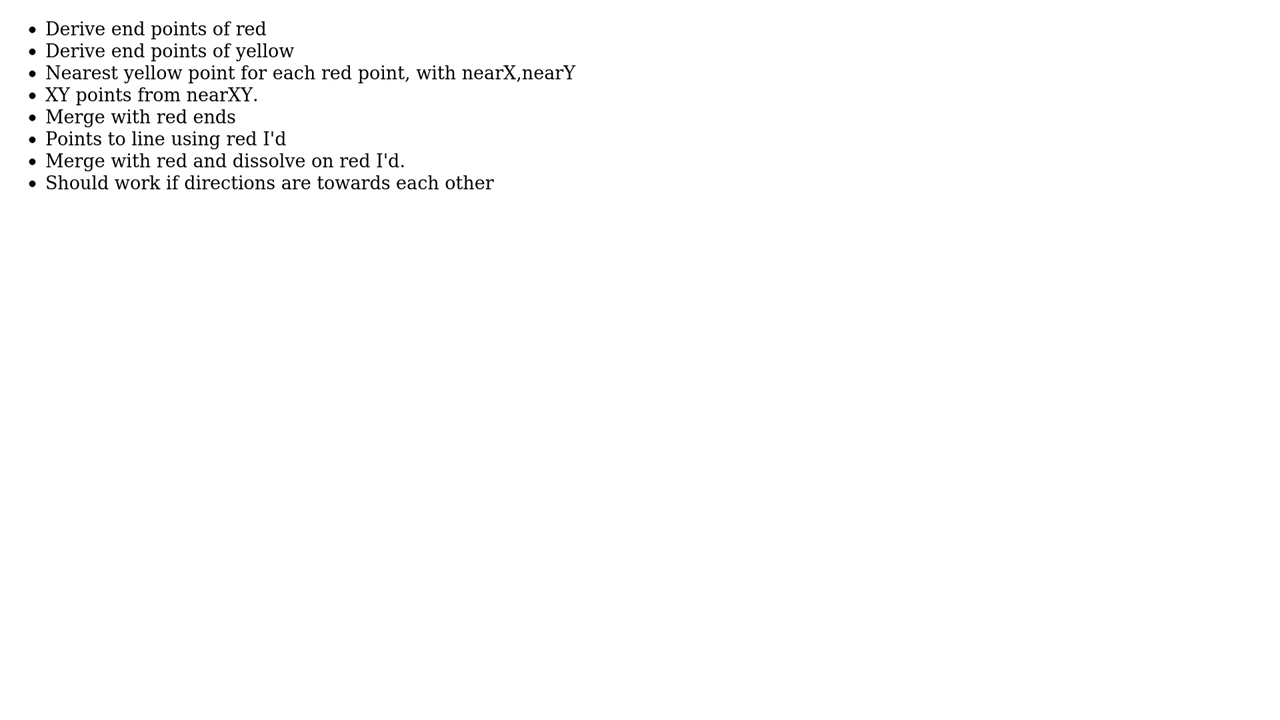 Derive end points of red
Derive end points of yellow
Nearest yellow point for each red point, with nearX,nearY
XY points from nearXY.
Merge with red ends
Points to line using red I'd
Merge with red and dissolve on red I'd.
Should work if directions are towards each other